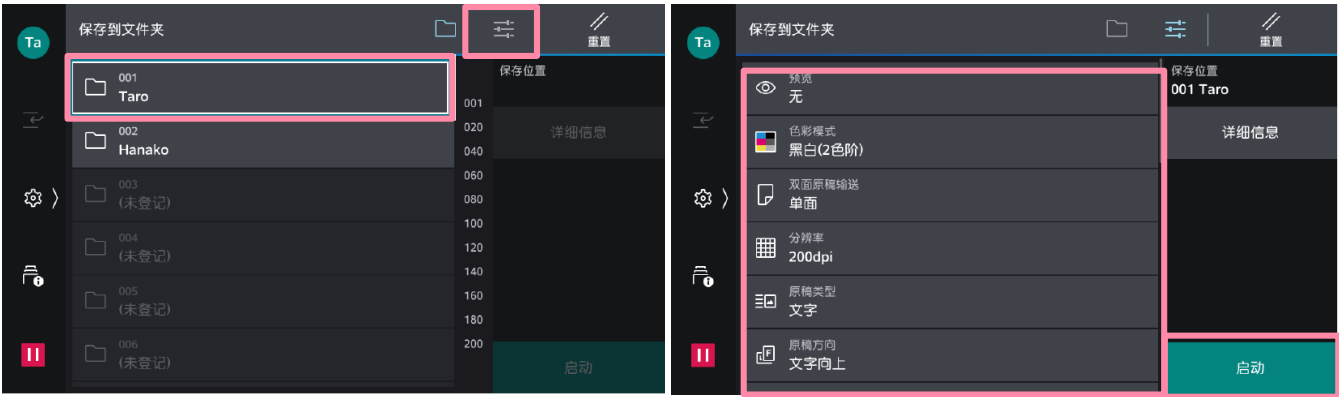 Ta
保存到文件夹
重置
001
Taro
002
Hanako
003
(未登记)
004
(未登记)
005
(未登记)
006
(未登记)
001
020
040
060
080
100
120
140
160
180
200
保存位置
详细信息
启动
Ta
保存到文件夹
重置
预览
无
色彩模式
黑白(2色阶)
双面原稿输送
单面
分辨率
200dpi
原稿类型
文字
原稿方向
文字向上
保存位置
001 Taro
详细信息
启动